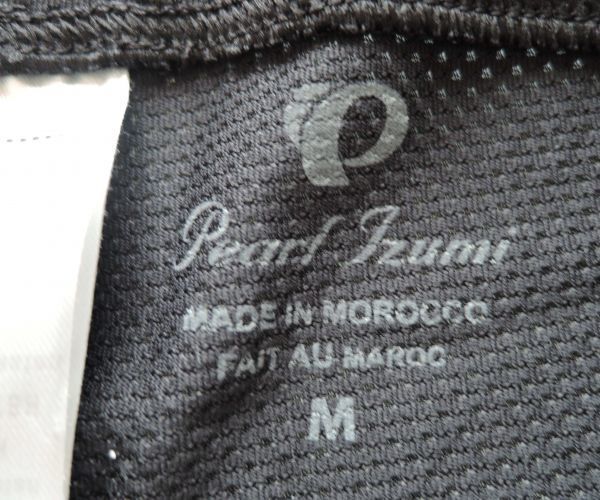 Pearl Izumi
MADE IN MOROCCO
FAIT AU MAROC
M